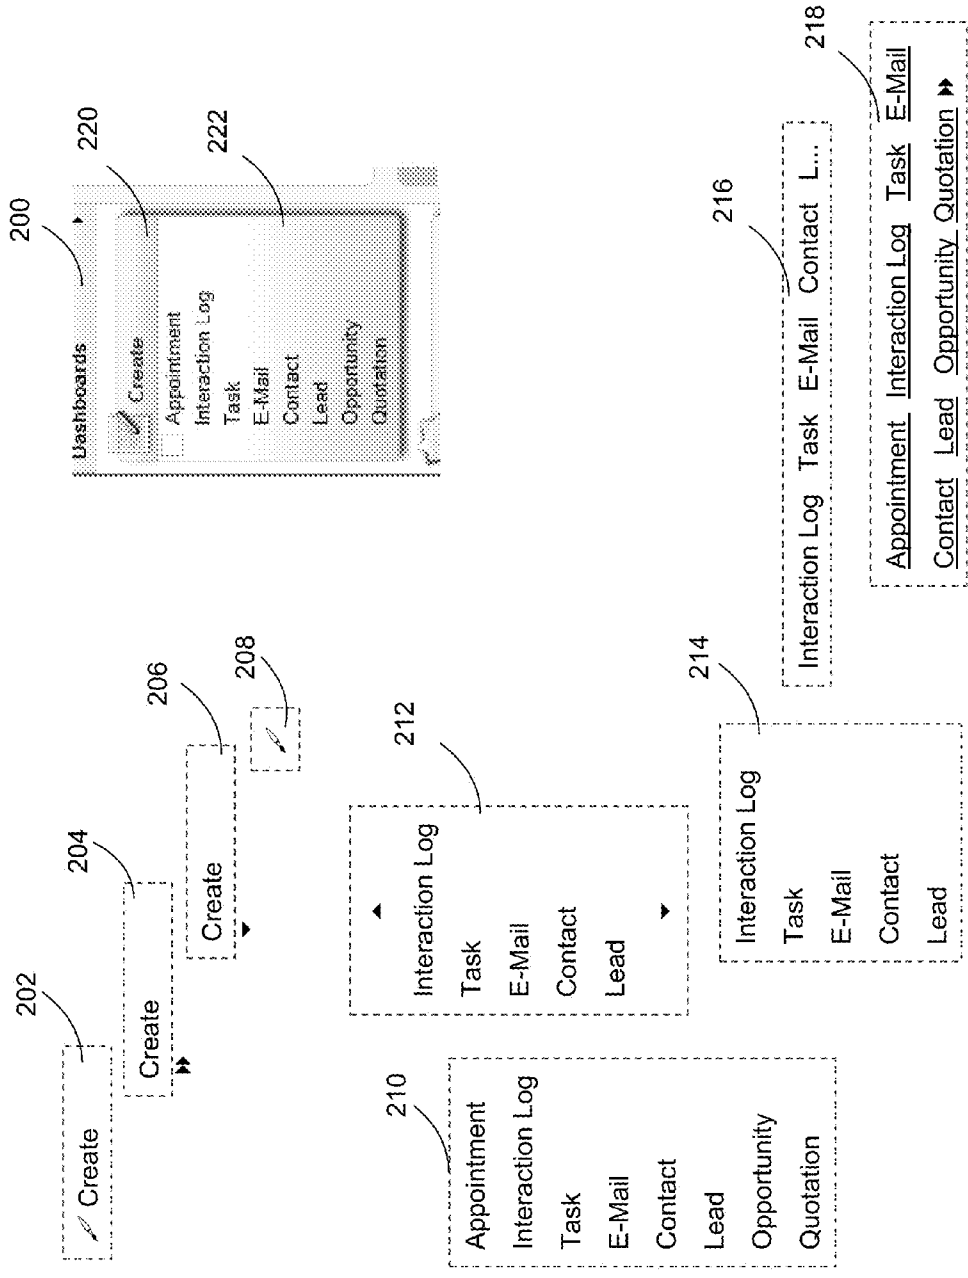 200
Dashboards
220
Create
222
Appointment
Interaction Log
Task
E-Mail
Contact
Lead
Opportunity
Quotation
202
Create
204
Create
206
Create
208
210
Appointment
Interaction Log
Task
E-Mail
Contact
Lead
Opportunity
Quotation
212
Interaction Log
Task
E-Mail
Contact
Lead
214
Interaction Log
Task
E-Mail
Contact
Lead
216
Interaction Log Task E-Mail Contact L...
218
Appointment Interaction Log Task E-Mail
Contact Lead Opportunity Quotation